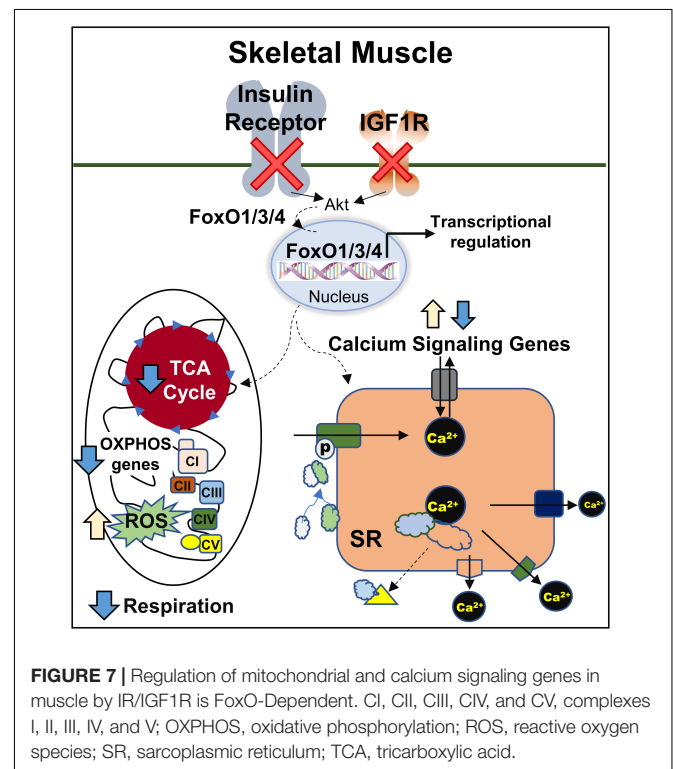 Skeletal Muscle
Insulin
Receptor
IGF1R
Akt
FoxO1/3/4
Transcriptional
regulation
FoxO1/3/4
Nucleus
Calcium Signaling Genes
TCA
Cycle
OXPHOS
genes
CI
CII
CIII
CIV
CV
ROS
Respiration
p
Ca²⁺
Ca²⁺
Ca²⁺
Ca²⁺
Ca²⁺
SR
FIGURE 7 | Regulation of mitochondrial and calcium signaling genes in
muscle by IR/IGF1R is FoxO-Dependent. CI, CII, CIII, CIV, and CV, complexes
I, II, III, IV, and V; OXPHOS, oxidative phosphorylation; ROS, reactive oxygen
species; SR, sarcoplasmic reticulum; TCA, tricarboxylic acid.